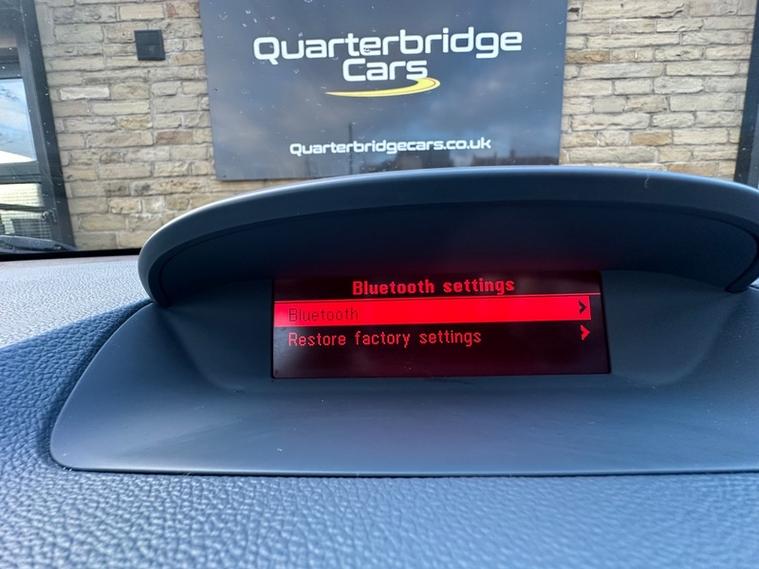 Quarterbridge
Cars
Quarterbridgecars.co.uk
Bluetooth settings
Bluetooth
Restore factory settings